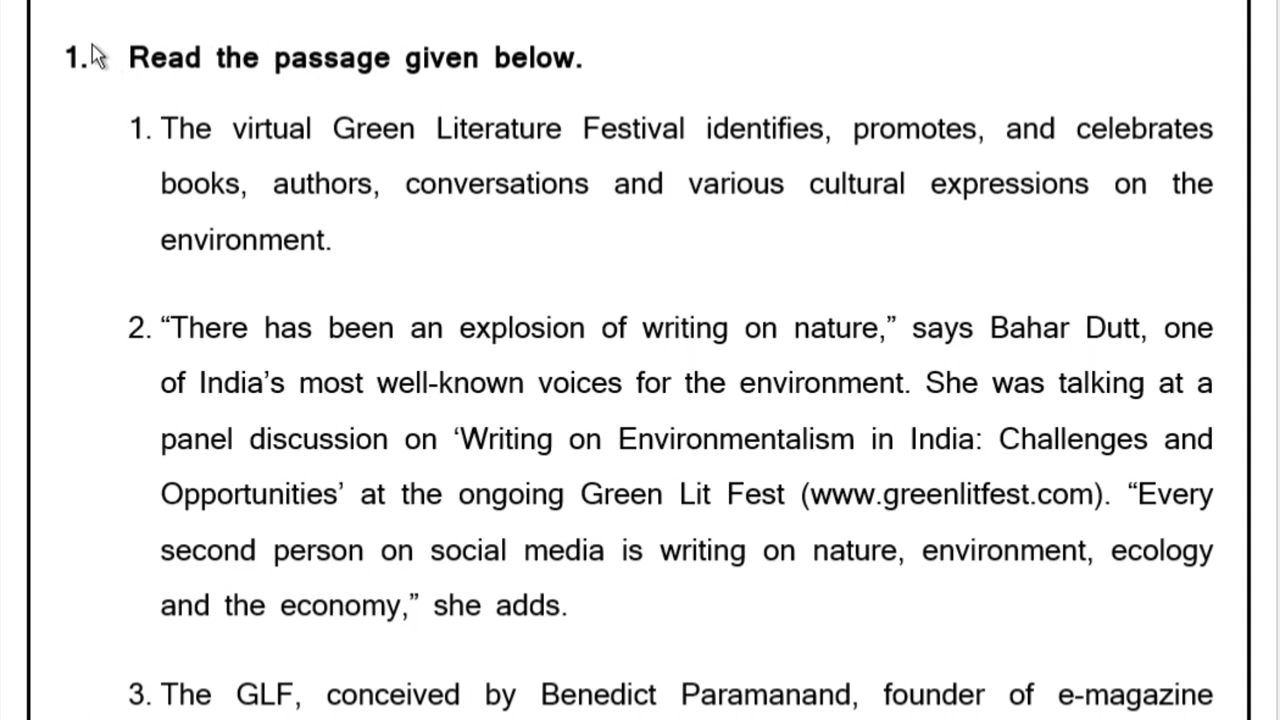 1. Read the passage given below.
1. The virtual Green Literature Festival identifies, promotes, and celebrates
books, authors, conversations and various cultural expressions on the
environment.
2. “There has been an explosion of writing on nature,” says Bahar Dutt, one
of India’s most well-known voices for the environment. She was talking at a
panel discussion on ‘Writing on Environmentalism in India: Challenges and
Opportunities’ at the ongoing Green Lit Fest (www.greenlitfest.com). “Every
second person on social media is writing on nature, environment, ecology
and the economy,” she adds.
3. The GLF, conceived by Benedict Paramanand, founder of e-magazine